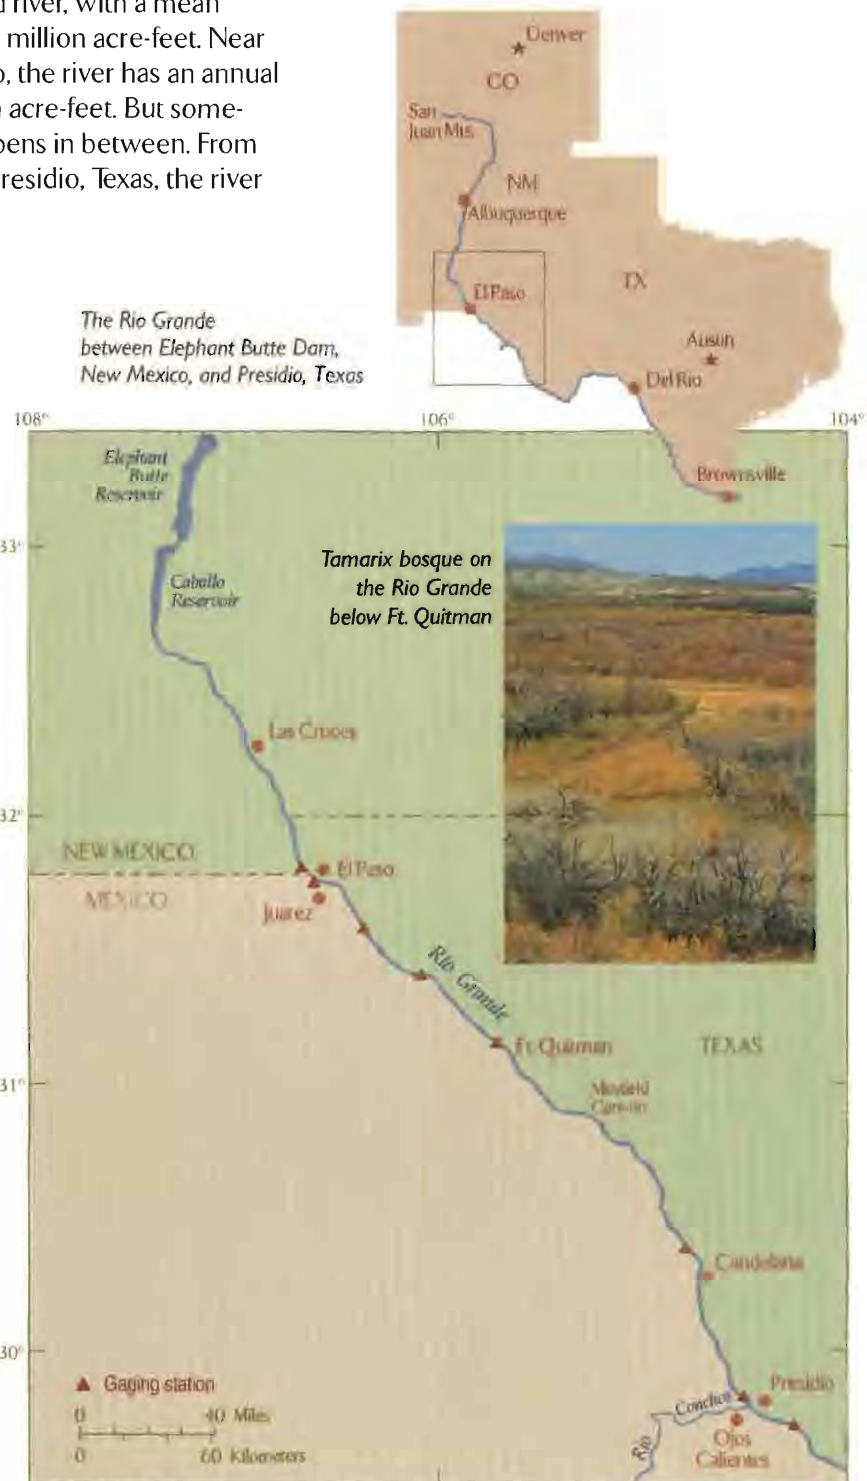 river, with a mean
million acre-feet. Near
, the river has an annual
acre-feet. But some-
pens in between. From
residio, Texas, the river
Denver
CO
San
Juan Mts.
NM
Albuquerque
El Paso
TX
Austin
Del Rio
Brownsville
The Rio Grande
between Elephant Butte Dam,
New Mexico, and Presidio, Texas
108°
106°
104°
Elephant
Butte
Reservoir
33°
Caballo
Reservoir
Tamarix bosque on
the Rio Grande
below Ft. Quitman
Las Cruces
32°
NEW MEXICO
MEXICO
El Paso
Juarez
Rio Grande
Ft. Quitman
TEXAS
31°
Candelaria
30°
Gaging station
0 40 Miles
0 60 Kilometers
Presidio
Rio Conchos
Ojos
Calientes